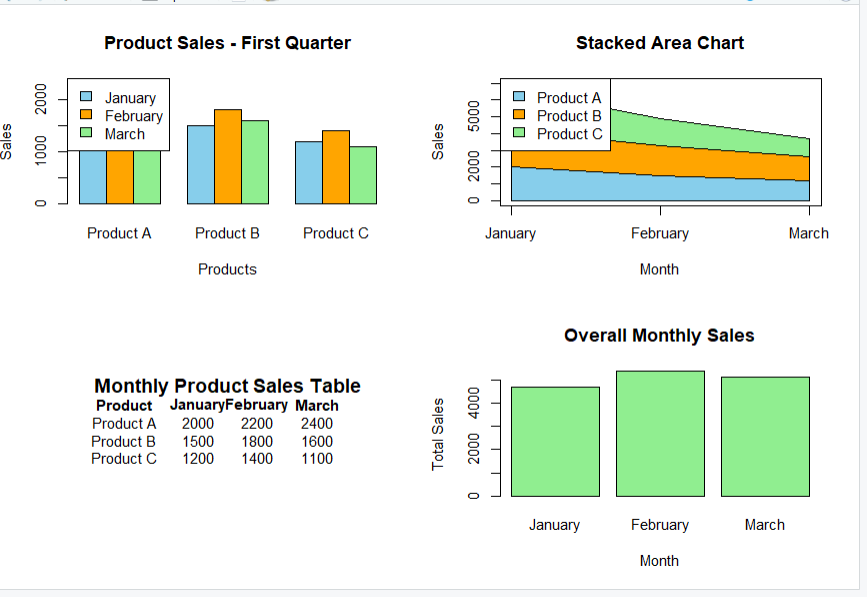 Product Sales - First Quarter
Sales
2000
1000
0
January
February
March
Product A Product B Product C
Products
Stacked Area Chart
Sales
5000
2000
0
Product A
Product B
Product C
January February March
Month
Monthly Product Sales Table
Product January February March
Product A 2000 2200 2400
Product B 1500 1800 1600
Product C 1200 1400 1100
Overall Monthly Sales
Total Sales
4000
2000
0
January February March
Month